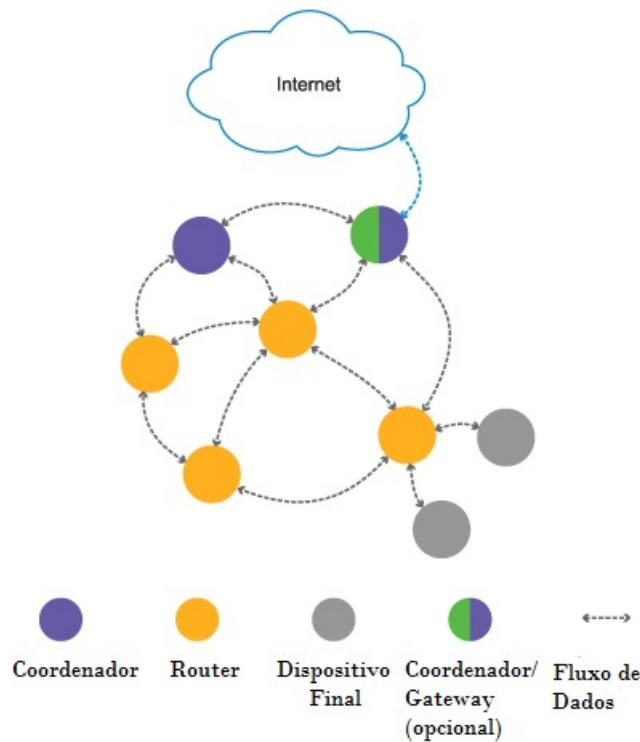 Internet
Coordenador
Router
Dispositivo
Final
Coordenador/
Gateway
(opcional)
Fluxo de
Dados